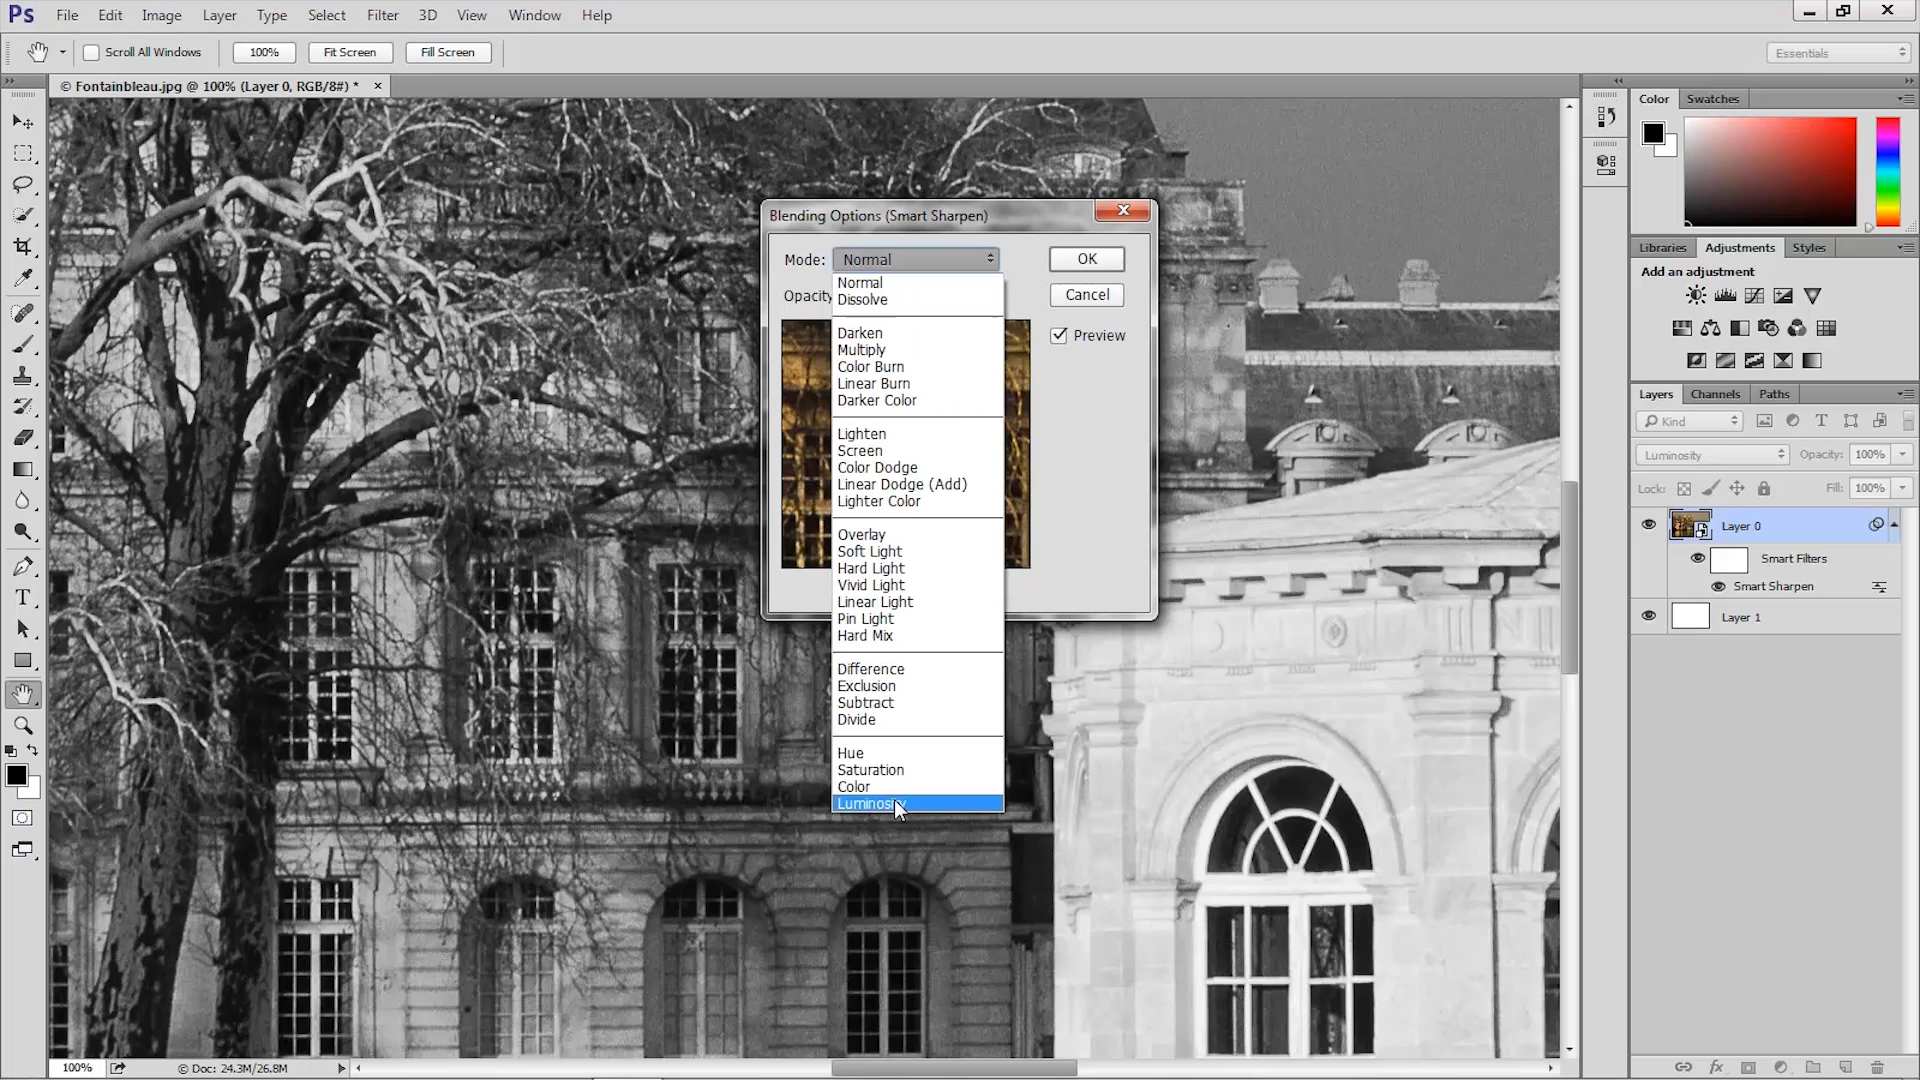 Ps File Edit Image Layer Type Select Filter 3D View Window Help
Scroll All Windows 100% Fit Screen Fill Screen Essentials
© Fontainbleau.jpg @ 100% (Layer 0, RGB/8#) * ×
Blending Options (Smart Sharpen)
Mode: Normal OK
Opacity Cancel
Preview
Normal
Dissolve
Darken
Multiply
Color Burn
Linear Burn
Darker Color
Lighten
Screen
Color Dodge
Linear Dodge (Add)
Lighter Color
Overlay
Soft Light
Hard Light
Vivid Light
Linear Light
Pin Light
Hard Mix
Difference
Exclusion
Subtract
Divide
Hue
Saturation
Color
Luminosity
Color Swatches
Libraries Adjustments Styles
Add an adjustment
Layers Channels Paths
Kind
Luminosity Opacity: 100%
Lock: Fill: 100%
Layer 0
Smart Filters
Smart Sharpen
Layer 1
100% © Doc: 24.3M/26.8M